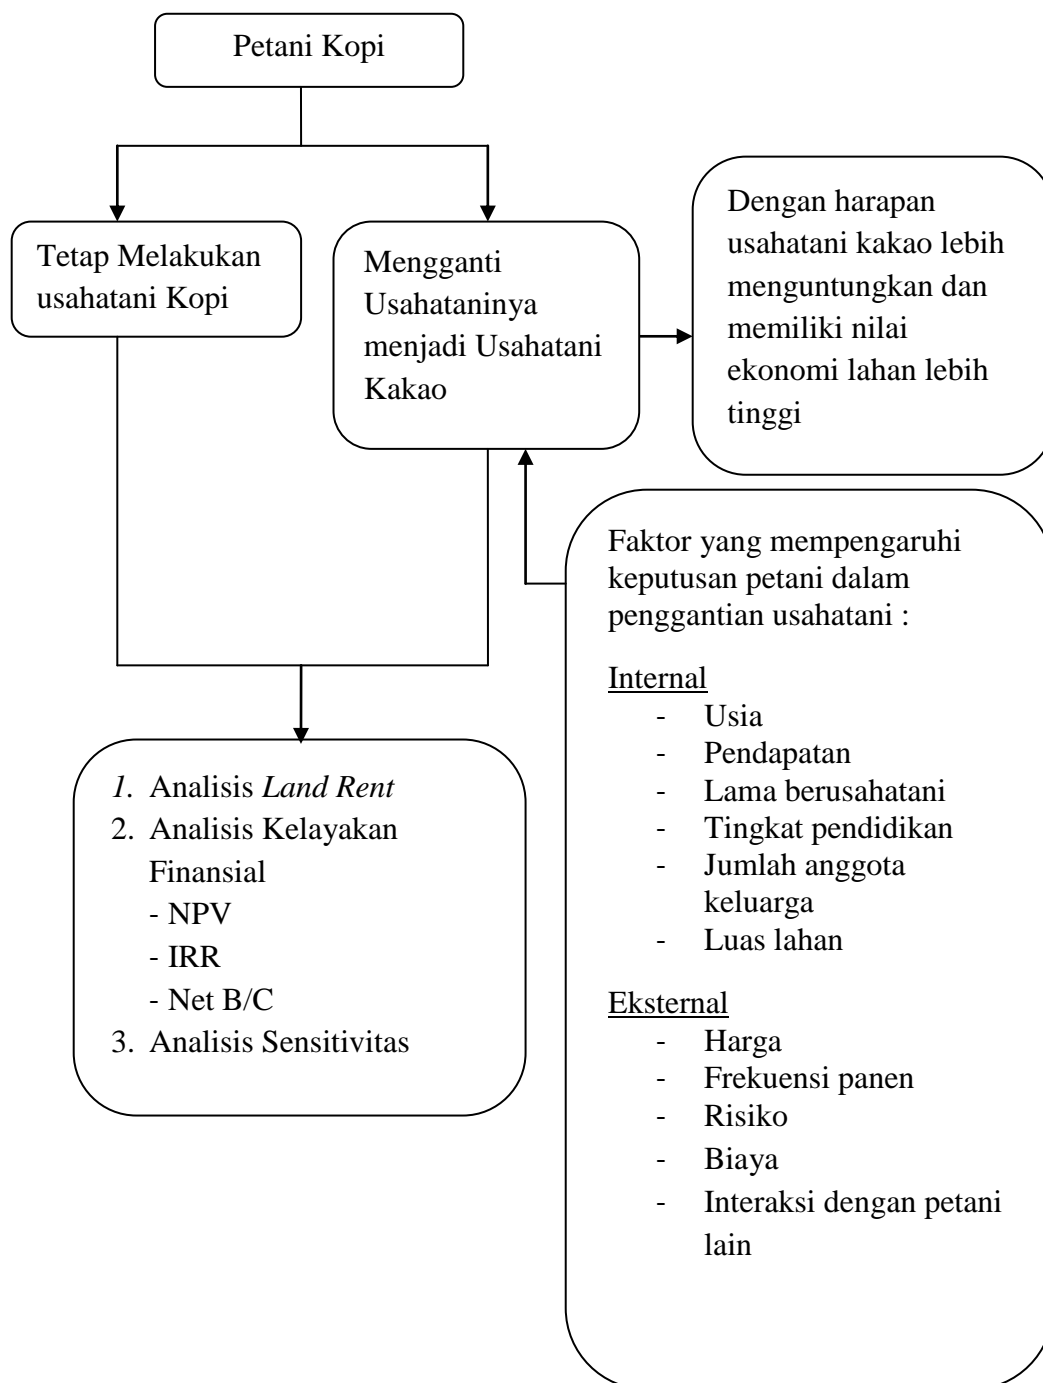 Petani Kopi
Tetap Melakukan
usahatani Kopi
Mengganti
Usahataninya
menjadi Usahatani
Kakao
Dengan harapan
usahatani kakao lebih
menguntungkan dan
memiliki nilai
ekonomi lahan lebih
tinggi
Faktor yang mempengaruhi
keputusan petani dalam
penggantian usahatani :
Internal
- Usia
- Pendapatan
- Lama berusahatani
- Tingkat pendidikan
- Jumlah anggota
keluarga
- Luas lahan
Eksternal
- Harga
- Frekuensi panen
- Risiko
- Biaya
- Interaksi dengan petani
lain
1. Analisis Land Rent
2. Analisis Kelayakan
Finansial
- NPV
- IRR
- Net B/C
3. Analisis Sensitivitas